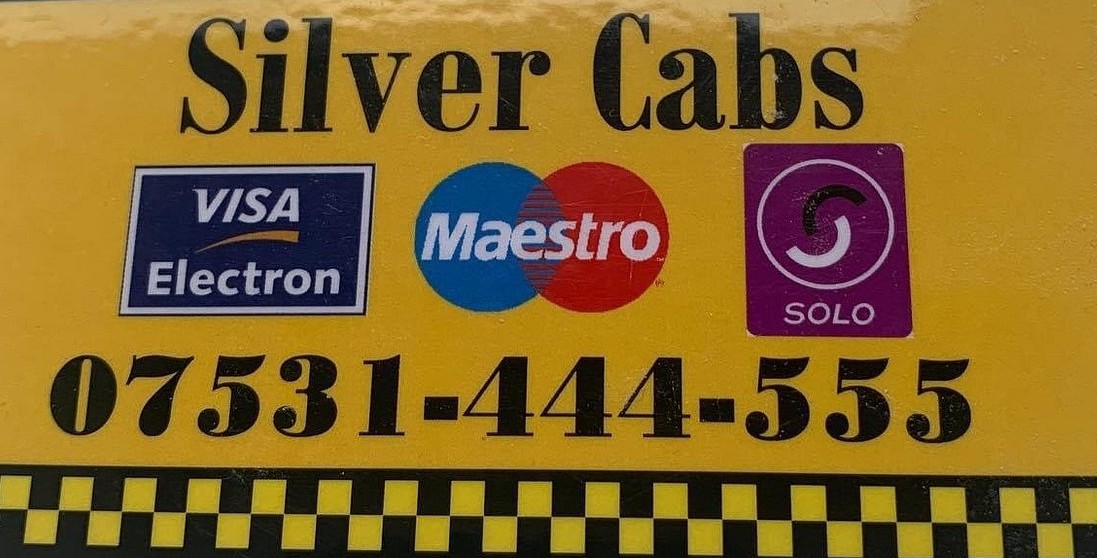 Silver Cabs
VISA Electron Maestro SOLO
07531-444-555